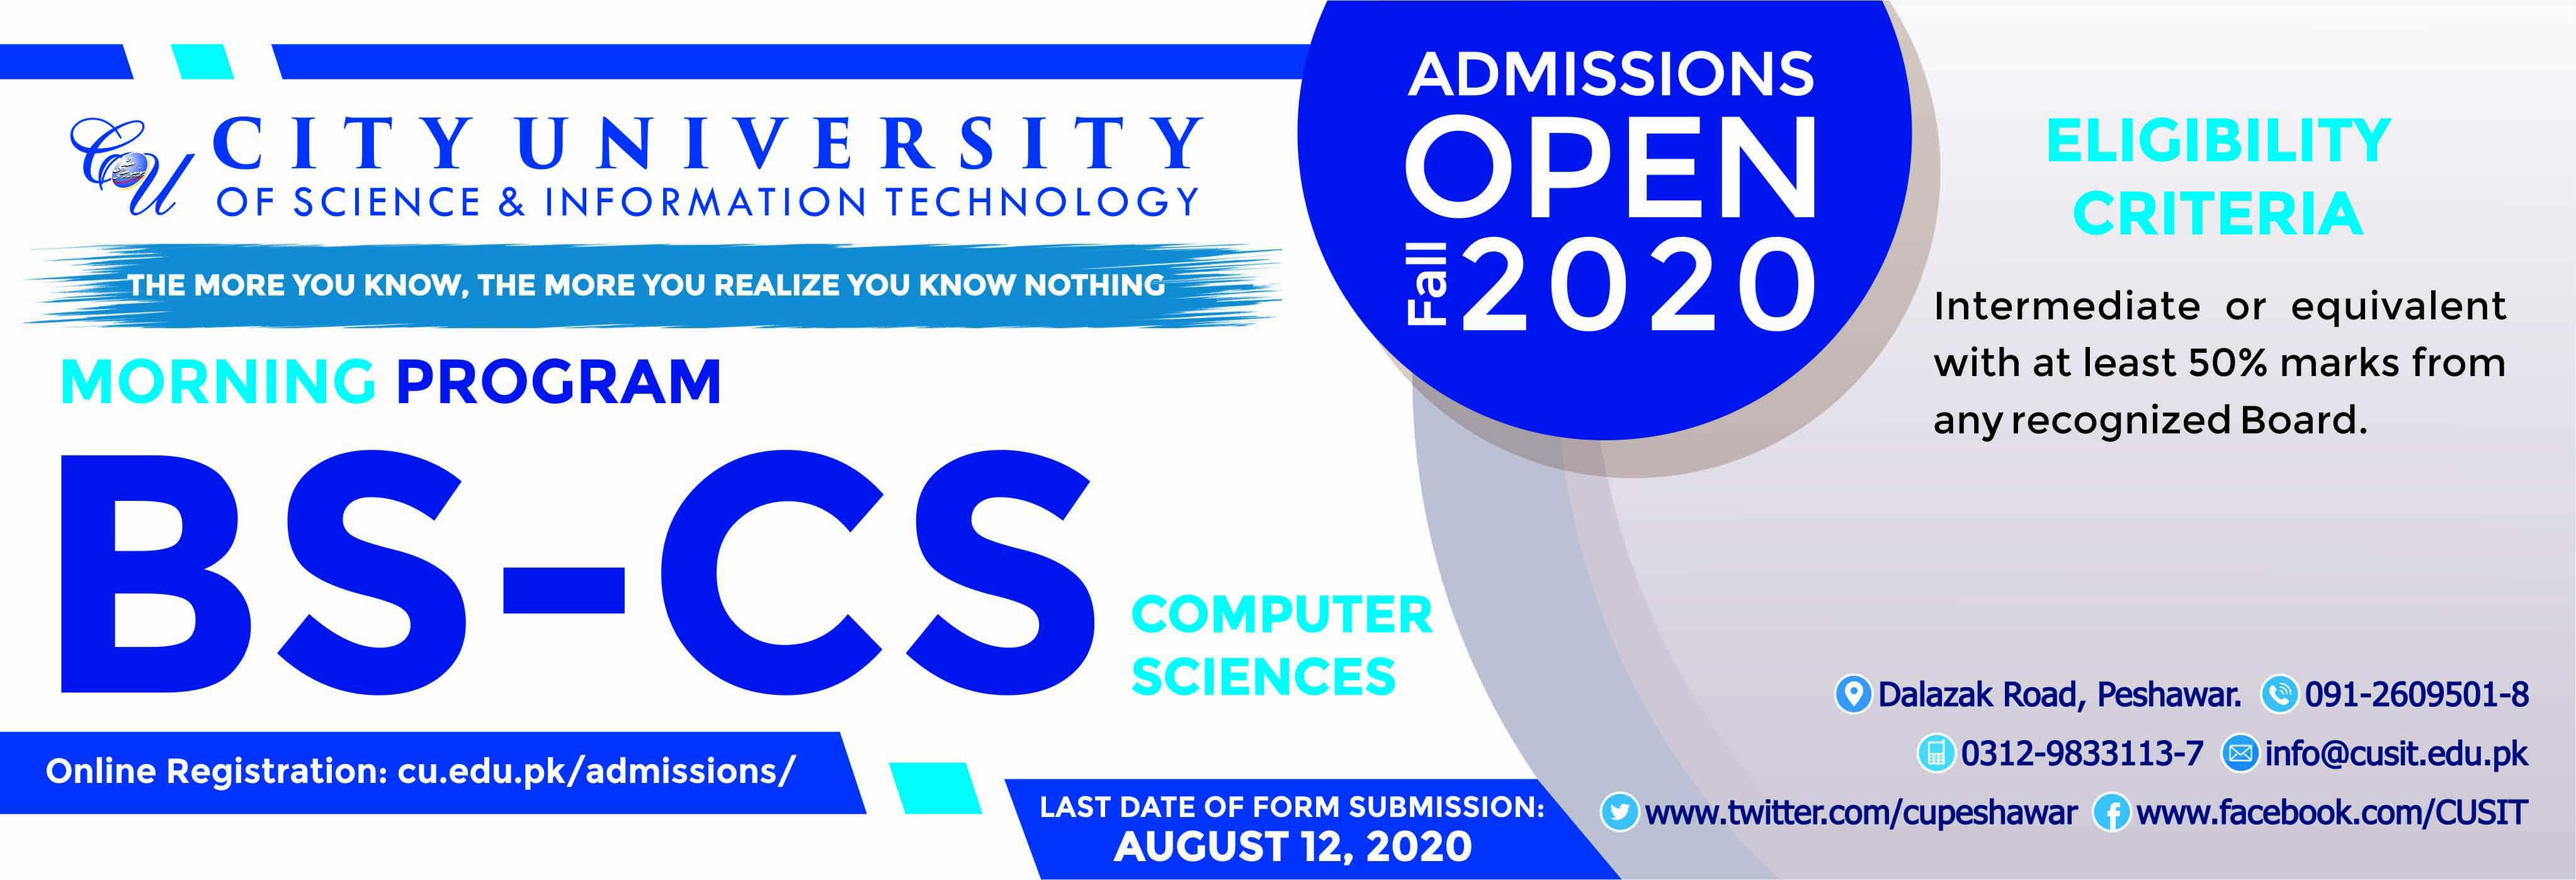 CU
CITY UNIVERSITY
OF SCIENCE & INFORMATION TECHNOLOGY
THE MORE YOU KNOW, THE MORE YOU REALIZE YOU KNOW NOTHING
MORNING PROGRAM
BS-CS
COMPUTER
SCIENCES
Online Registration: cu.edu.pk/admissions/
LAST DATE OF FORM SUBMISSION:
AUGUST 12, 2020
ADMISSIONS
OPEN
Fall 2020
ELIGIBILITY
CRITERIA
Intermediate or equivalent
with at least 50% marks from
any recognized Board.
Dalazak Road, Peshawar. 091-2609501-8
0312-9833113-7 info@cusit.edu.pk
www.twitter.com/cupeshawar www.facebook.com/CUSIT